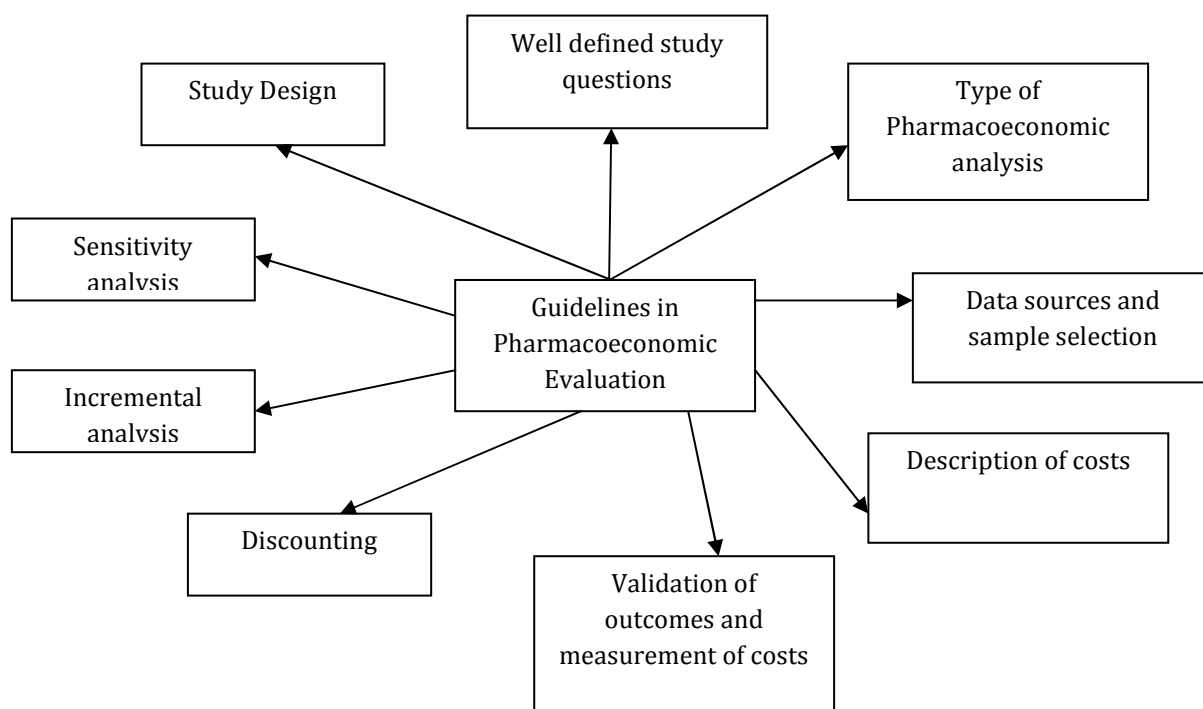 Well defined study
questions
Study Design
Type of
Pharmacoeconomic
analysis
Sensitivity
analysis
Guidelines in
Pharmacoeconomic
Evaluation
Data sources and
sample selection
Incremental
analysis
Description of costs
Discounting
Validation of
outcomes and
measurement of costs